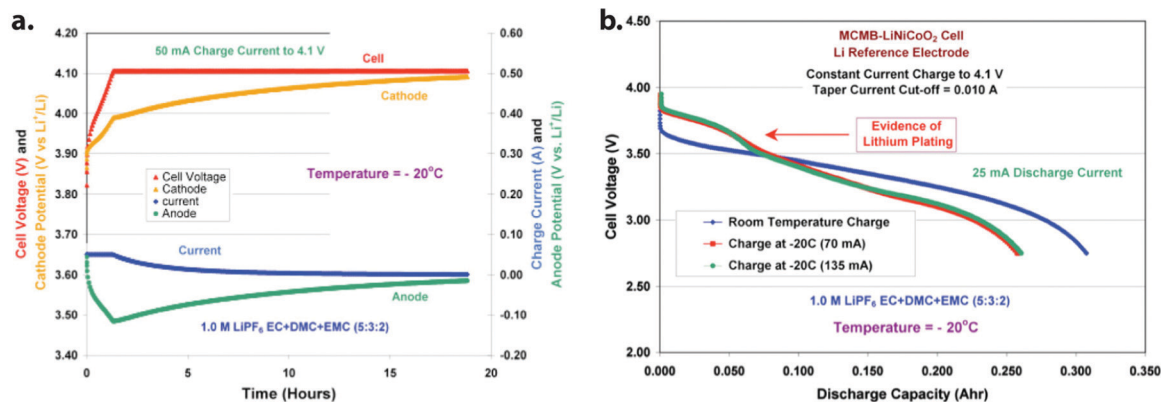 a.
50 mA Charge Current to 4.1 V
Cell
Cathode
Temperature = - 20°C
Cell Voltage
Cathode
current
Anode
Current
Anode
1.0 M LiPF₆ EC+DMC+EMC (5:3:2)
Cell Voltage (V) and
Cathode Potential (V vs Li⁺/Li)
4.20
4.10
4.00
3.90
3.80
3.70
3.60
3.50
3.40
0.60
0.50
0.40
0.30
0.20
0.10
0.00
-0.10
-0.20
Charge Current (A) and
Anode Potential (V vs. Li⁺/Li)
0
5
10
15
20
Time (Hours)
b.
MCMB-LiNiCoO₂ Cell
Li Reference Electrode
Constant Current Charge to 4.1 V
Taper Current Cut-off = 0.010 A
Evidence of
Lithium Plating
25 mA Discharge Current
Room Temperature Charge
Charge at -20C (70 mA)
Charge at -20C (135 mA)
1.0 M LiPF₆ EC+DMC+EMC (5:3:2)
Temperature = - 20°C
Cell Voltage (V)
4.00
3.50
3.00
2.50
2.00
0.000
0.050
0.100
0.150
0.200
0.250
0.300
0.350
Discharge Capacity (Ahr)